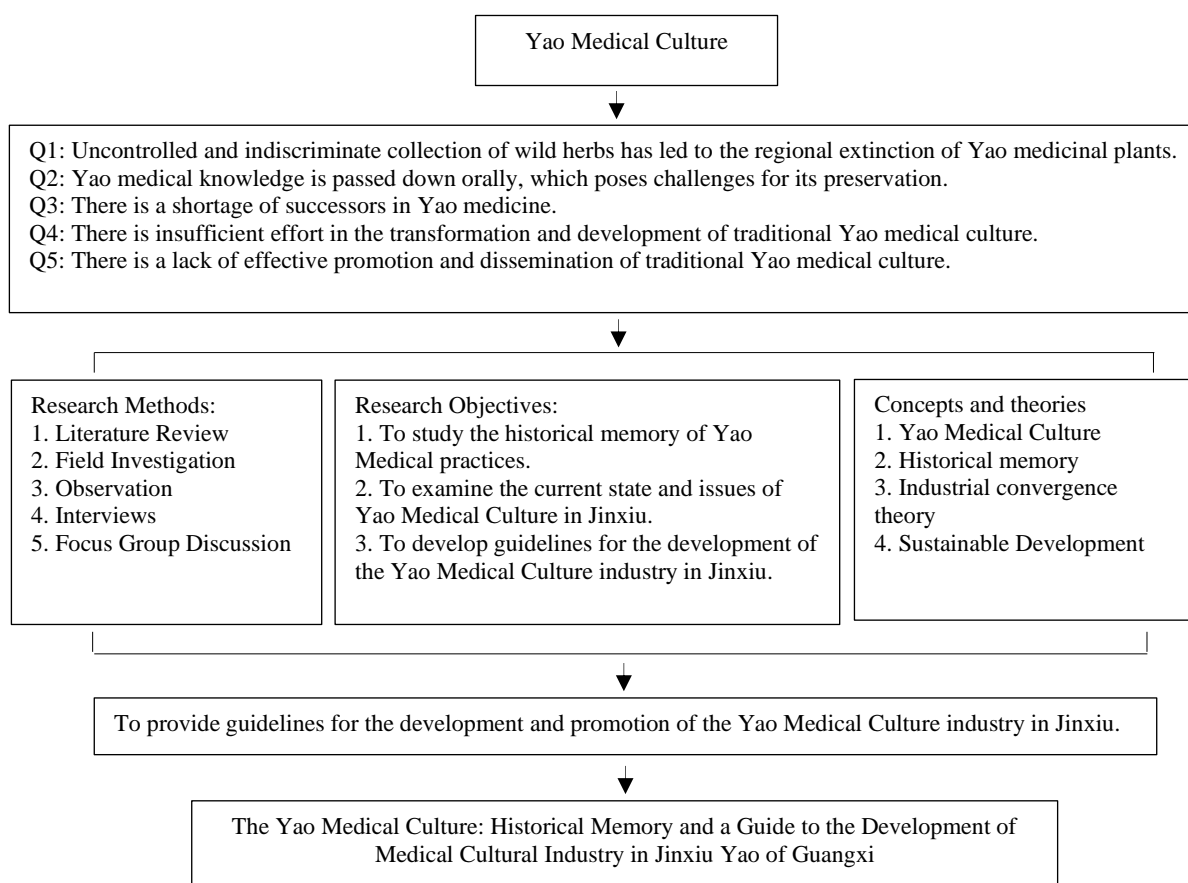 Yao Medical Culture
Q1: Uncontrolled and indiscriminate collection of wild herbs has led to the regional extinction of Yao medicinal plants.
Q2: Yao medical knowledge is passed down orally, which poses challenges for its preservation.
Q3: There is a shortage of successors in Yao medicine.
Q4: There is insufficient effort in the transformation and development of traditional Yao medical culture.
Q5: There is a lack of effective promotion and dissemination of traditional Yao medical culture.
Research Methods:
1. Literature Review
2. Field Investigation
3. Observation
4. Interviews
5. Focus Group Discussion
Research Objectives:
1. To study the historical memory of Yao
Medical practices.
2. To examine the current state and issues of
Yao Medical Culture in Jinxiu.
3. To develop guidelines for the development of
the Yao Medical Culture industry in Jinxiu.
Concepts and theories
1. Yao Medical Culture
2. Historical memory
3. Industrial convergence
theory
4. Sustainable Development
To provide guidelines for the development and promotion of the Yao Medical Culture industry in Jinxiu.
The Yao Medical Culture: Historical Memory and a Guide to the Development of
Medical Cultural Industry in Jinxiu Yao of Guangxi